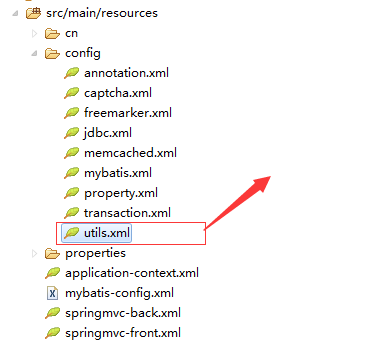 src/main/resources
cn
config
annotation.xml
captcha.xml
freemarker.xml
jdbc.xml
memcached.xml
mybatis.xml
property.xml
transaction.xml
utils.xml
properties
application-context.xml
mybatis-config.xml
springmvc-back.xml
springmvc-front.xml